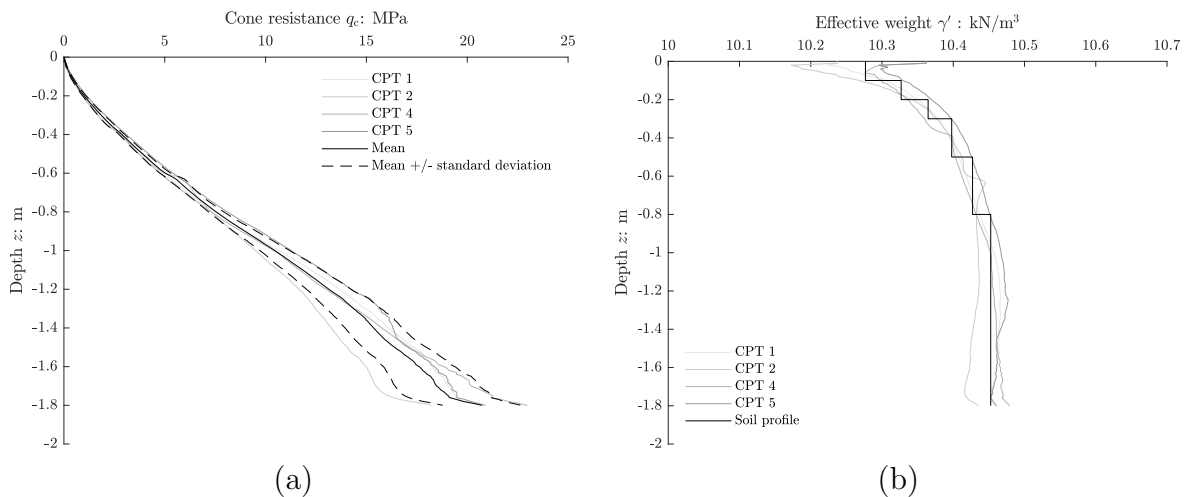 Cone resistance q_c: MPa
0 5 10 15 20 25
0
-0.2
-0.4
-0.6
-0.8
-1
-1.2
-1.4
-1.6
-1.8
-2
Depth z: m
CPT 1
CPT 2
CPT 4
CPT 5
Mean
Mean +/- standard deviation
(a)
Effective weight γ′ : kN/m³
10 10.1 10.2 10.3 10.4 10.5 10.6 10.7
0
-0.2
-0.4
-0.6
-0.8
-1
-1.2
-1.4
-1.6
-1.8
-2
Depth z: m
CPT 1
CPT 2
CPT 4
CPT 5
Soil profile
(b)